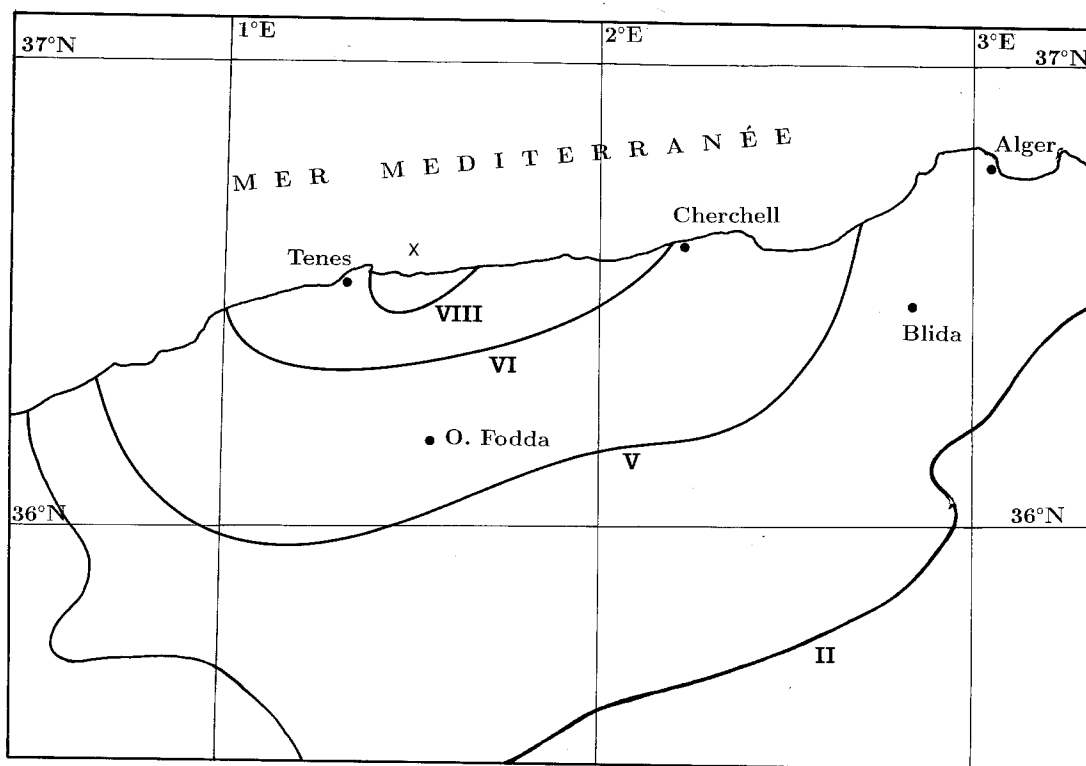 1°E
2°E
3°E
37°N
37°N
MER MEDITERRANÉE
Alger
Cherchell
X
Tenes
VIII
Blida
VI
O. Fodda
V
36°N
36°N
II